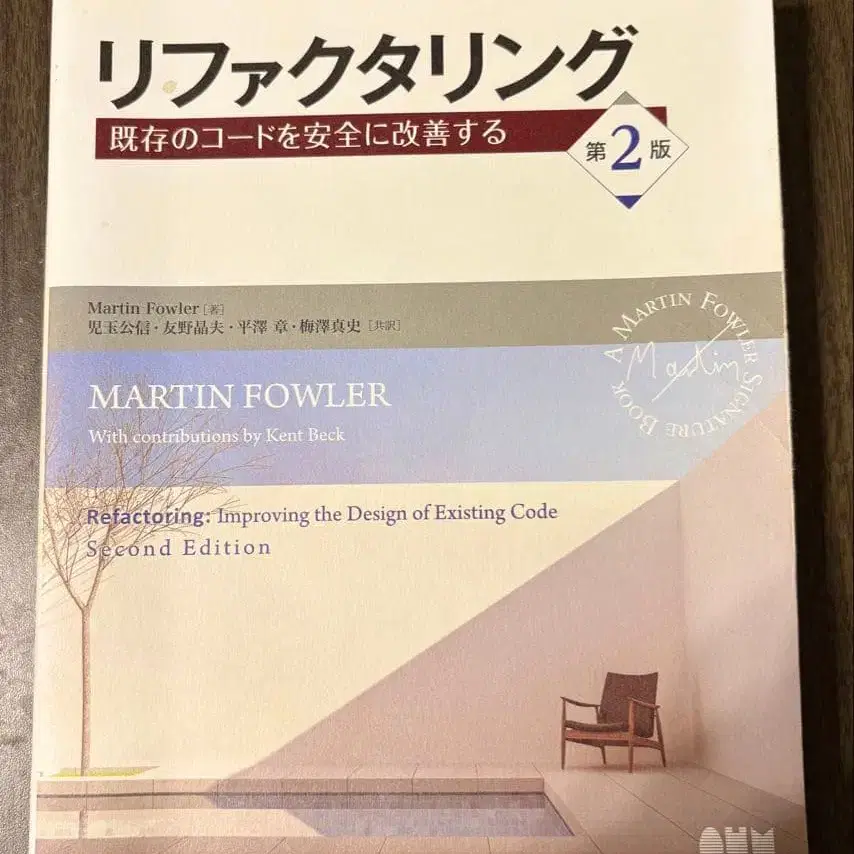 リファクタリング
既存のコードを安全に改善する
第2版
Martin Fowler [著]
児玉公信・友野晶夫・平澤 章・梅澤真史 [共訳]
A MARTIN FOWLER SIGNATURE BOOK
Martin
MARTIN FOWLER
With contributions by Kent Beck
Refactoring: Improving the Design of Existing Code
Second Edition
OHM